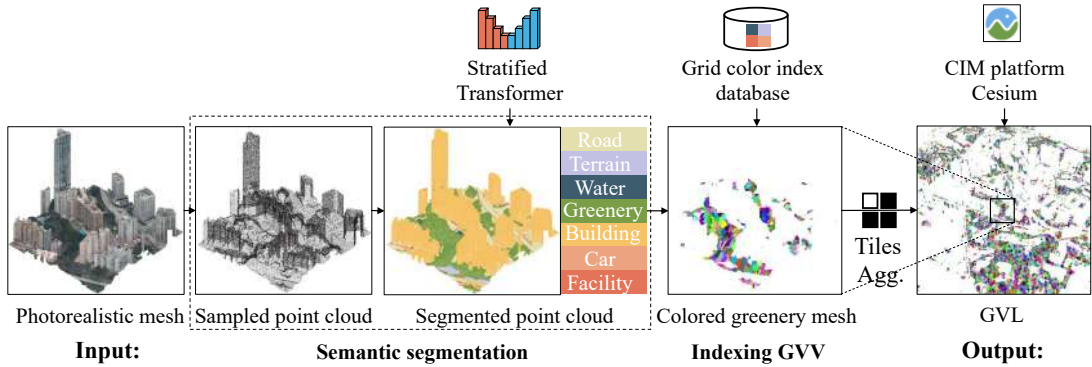 Stratified
Transformer
Grid color index
database
CIM platform
Cesium
Road
Terrain
Water
Greenery
Building
Car
Facility
Tiles
Agg.
Photorealistic mesh
Sampled point cloud
Segmented point cloud
Colored greenery mesh
GVL
Input:
Semantic segmentation
Indexing GVV
Output: